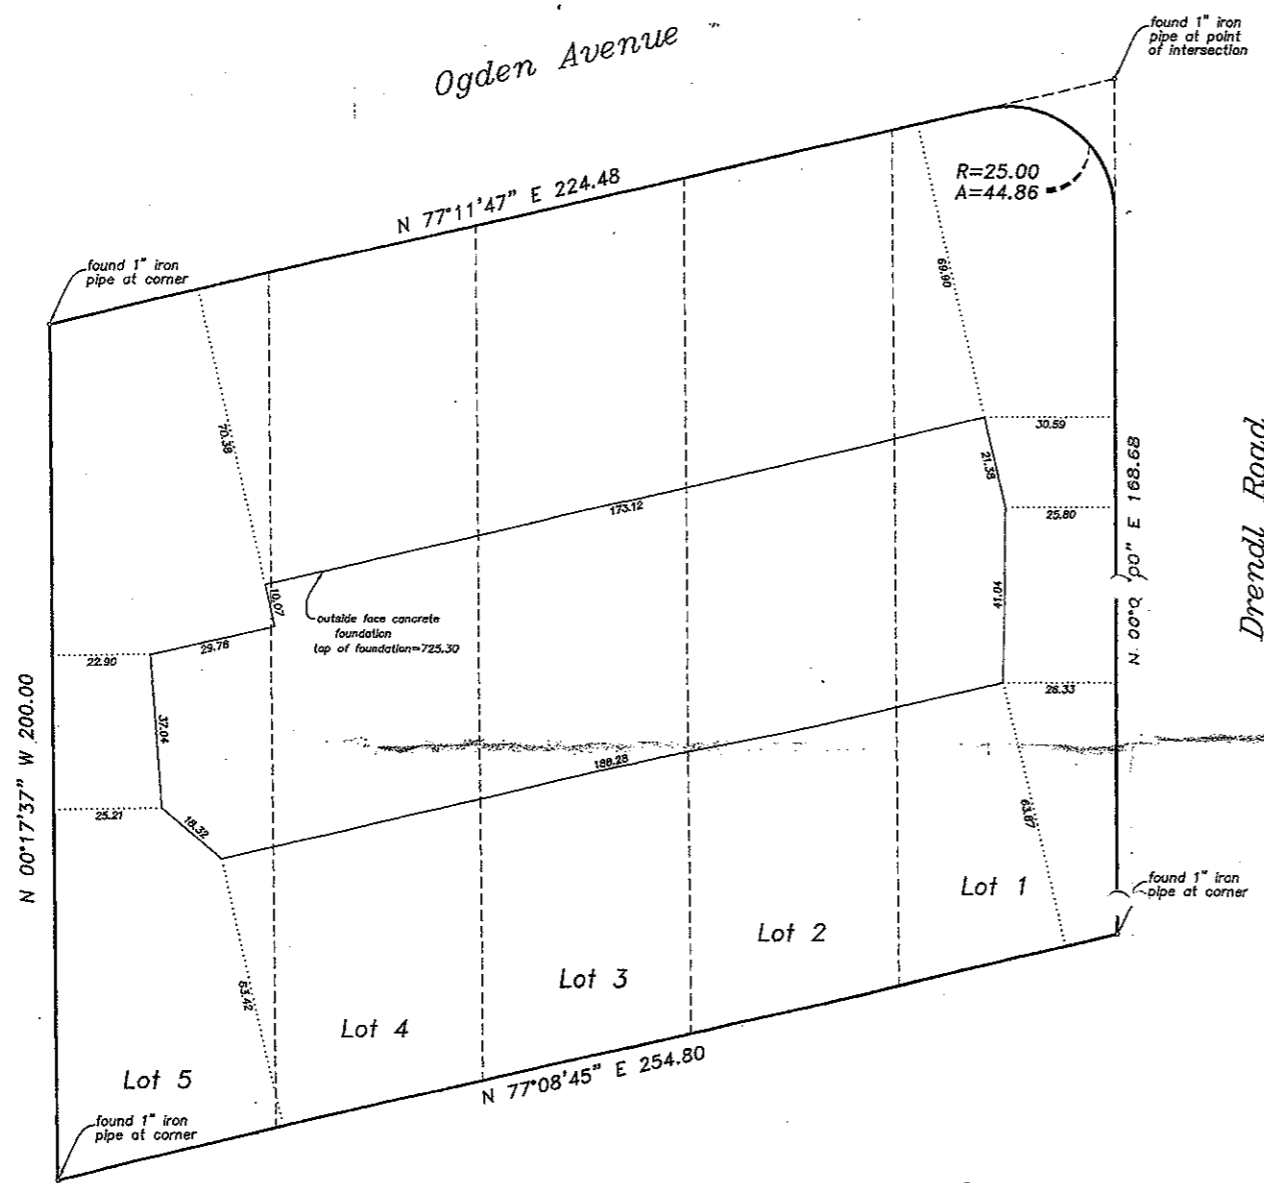 Ogden Avenue
found 1" iron
pipe at point
of intersection
R=25.00
A=44.86
N 77°11'47" E 224.48
found 1" iron
pipe at corner
69.90
70.38
30.59
21.38
173.12
25.80
N 00°0 '00" E 168.68
Drendl Road
10.07
outside face concrete
foundation
top of foundation=725.30
41.04
29.76
22.90
26.33
N 00°17'37" W 200.00
37.04
188.28
25.21
18.32
63.87
Lot 1
found 1" iron
pipe at corner
Lot 2
Lot 3
Lot 4
Lot 5
N 77°08'45" E 254.80
found 1" iron
pipe at corner